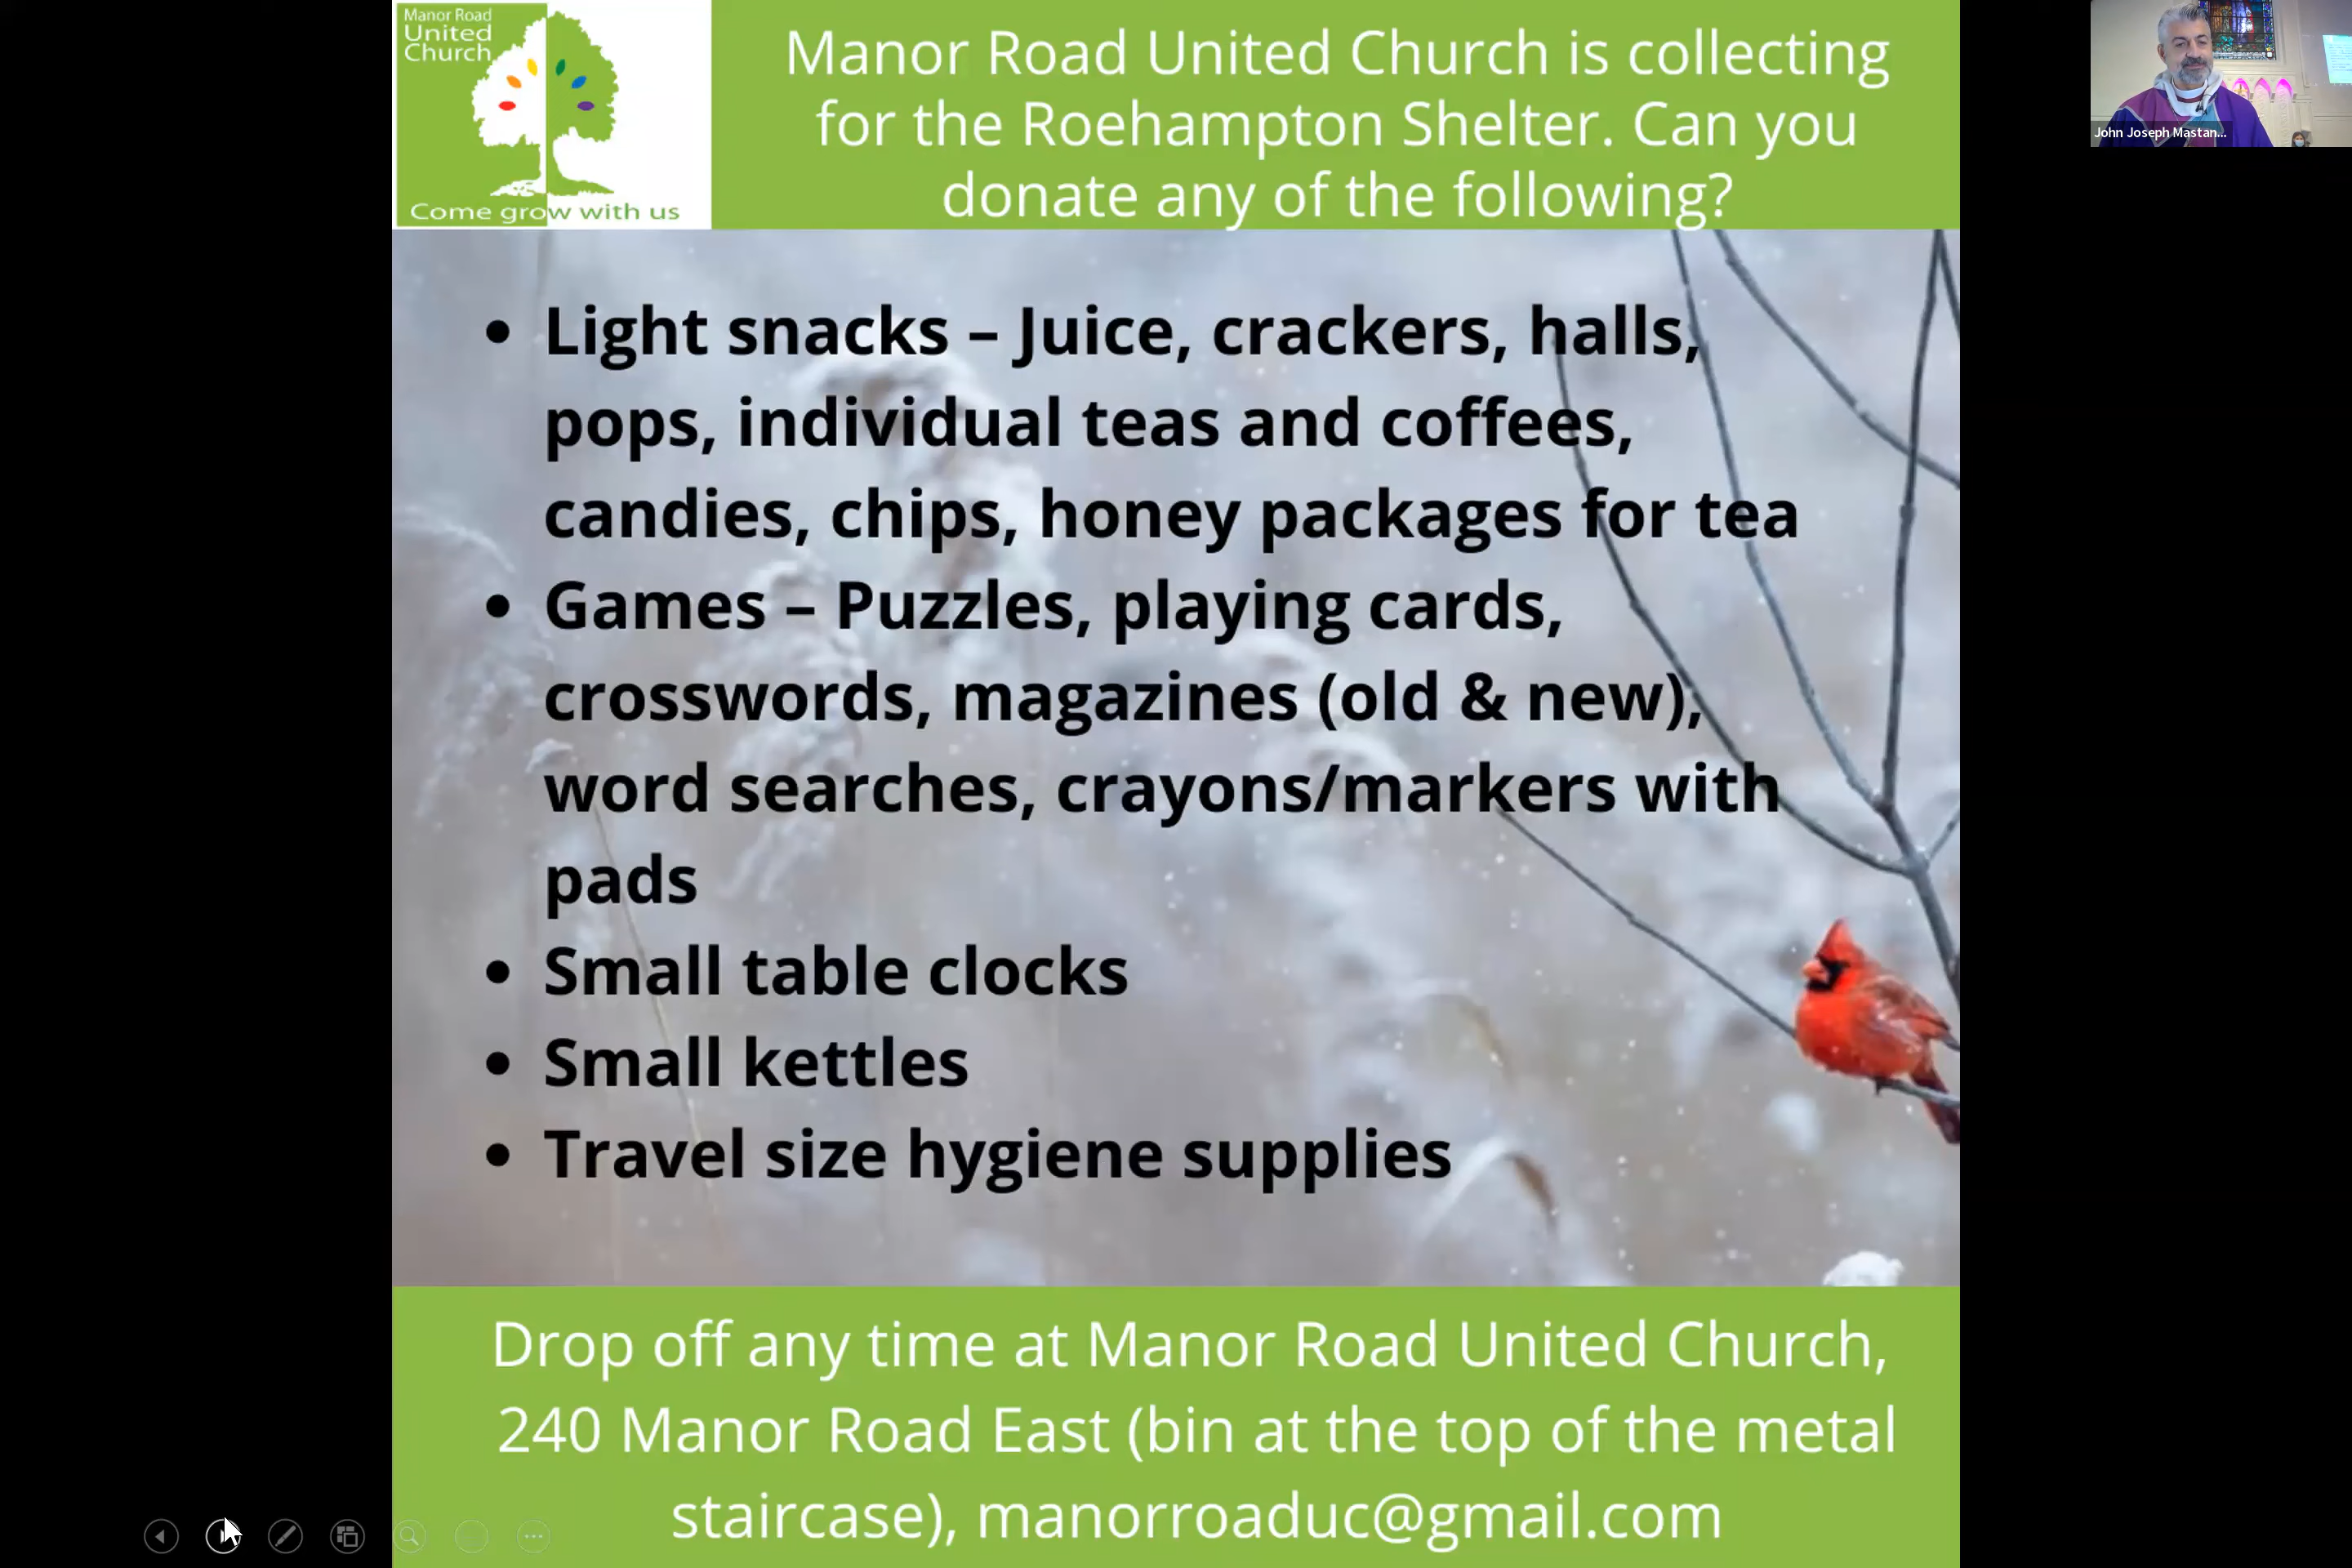 Manor Road
United
Church
Come grow with us
Manor Road United Church is collecting
for the Roehampton Shelter. Can you
donate any of the following?
• Light snacks – Juice, crackers, halls,
pops, individual teas and coffees,
candies, chips, honey packages for tea
• Games – Puzzles, playing cards,
crosswords, magazines (old & new),
word searches, crayons/markers with
pads
• Small table clocks
• Small kettles
• Travel size hygiene supplies
Drop off any time at Manor Road United Church,
240 Manor Road East (bin at the top of the metal
staircase), manorroaduc@gmail.com
John Joseph Mastan...